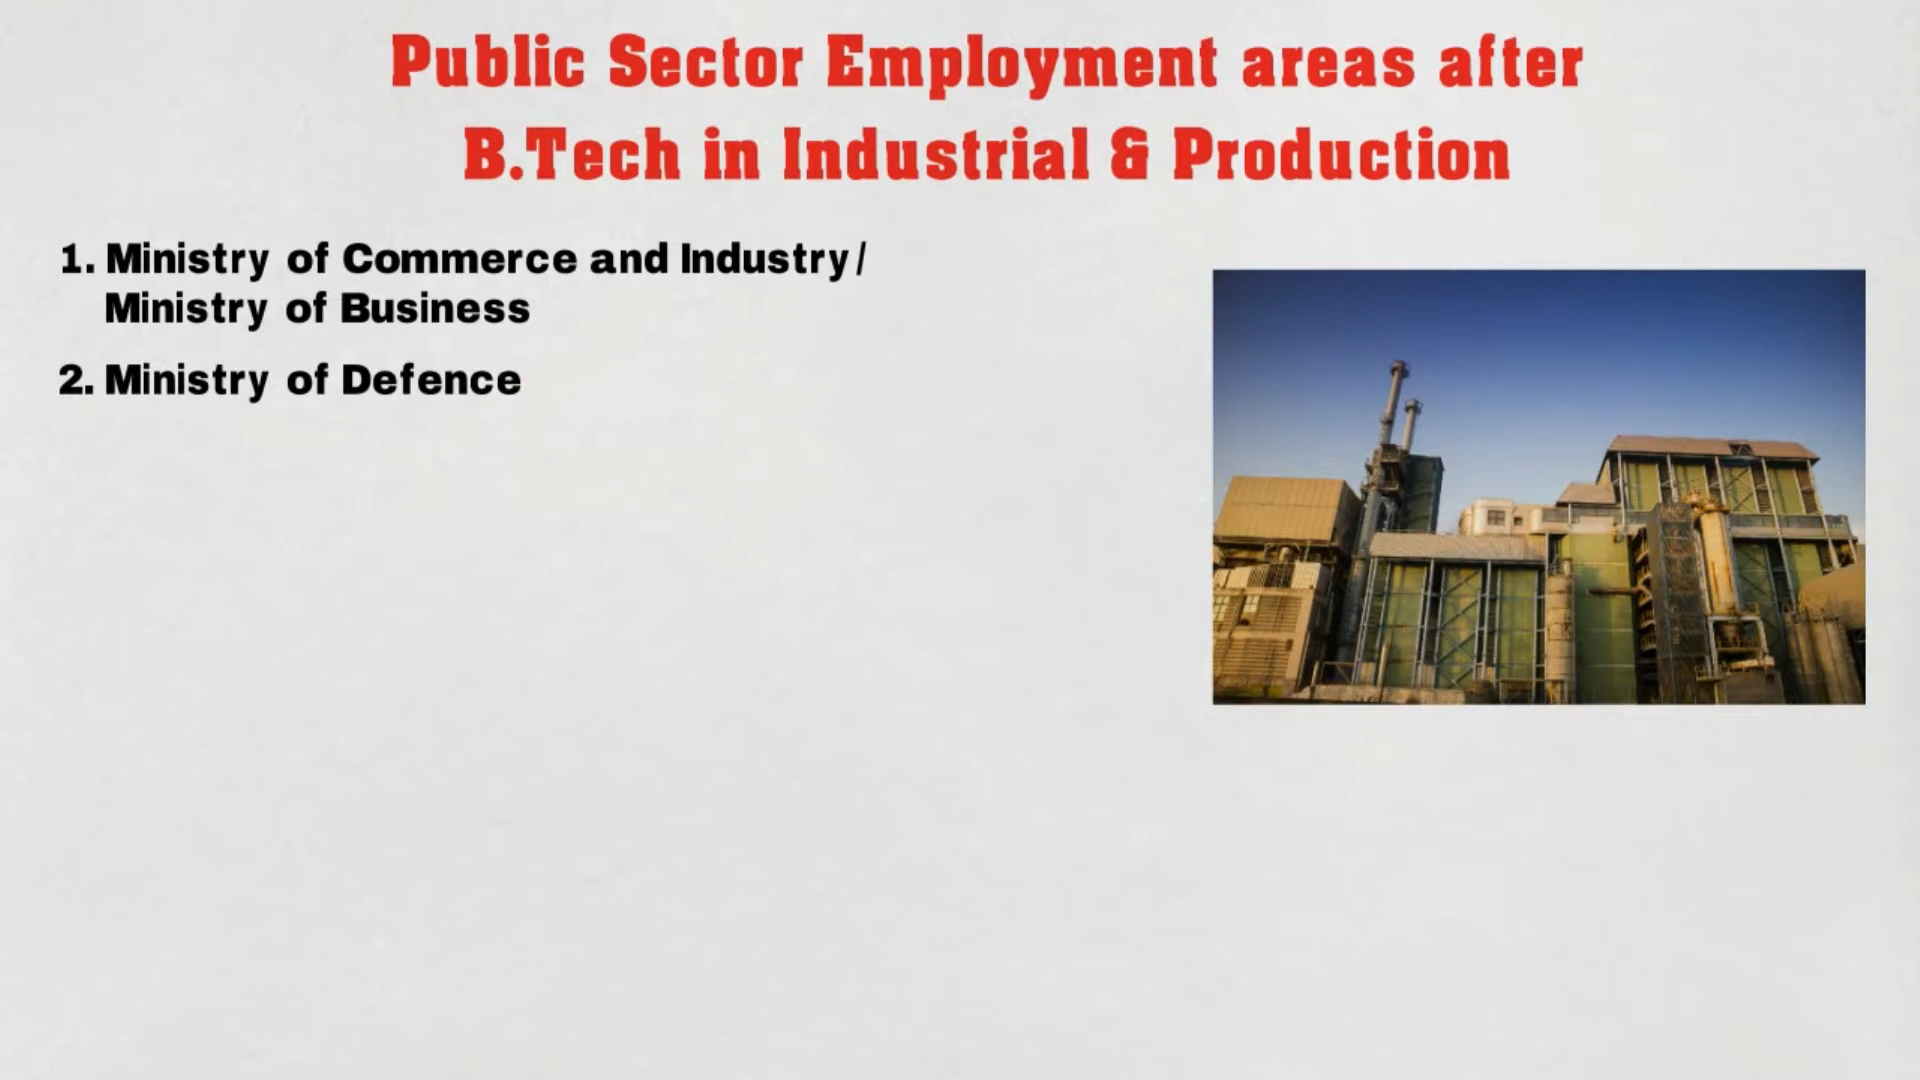 Public Sector Employment areas after
B.Tech in Industrial & Production
1. Ministry of Commerce and Industry/
Ministry of Business
2. Ministry of Defence